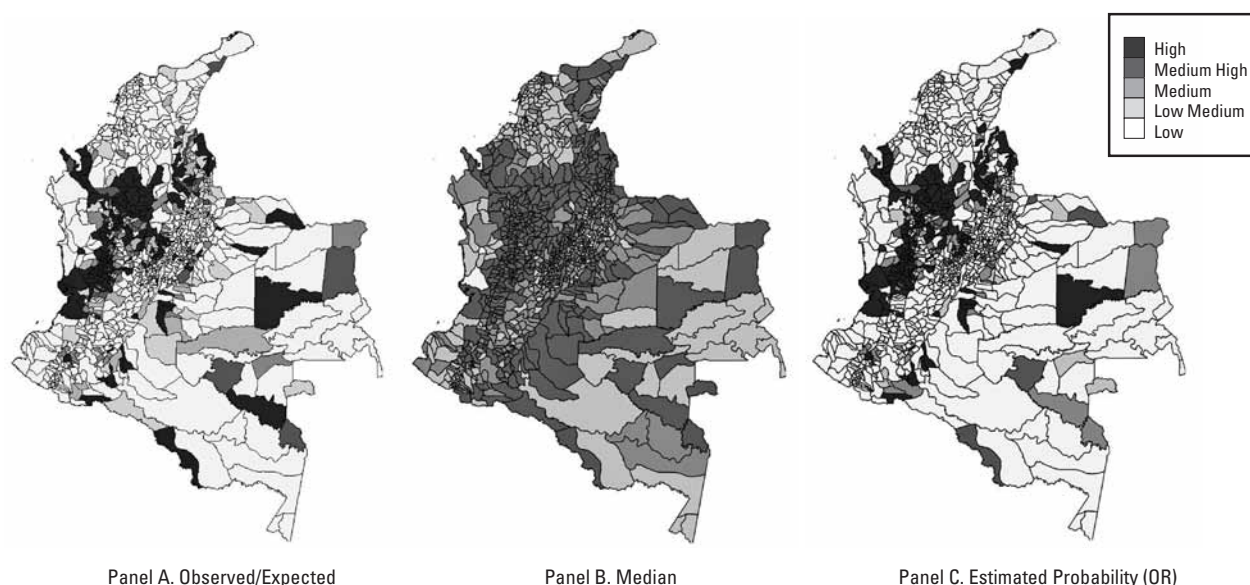 High
Medium High
Medium
Low Medium
Low
Panel A. Observed/Expected
Panel B. Median
Panel C. Estimated Probability (OR)